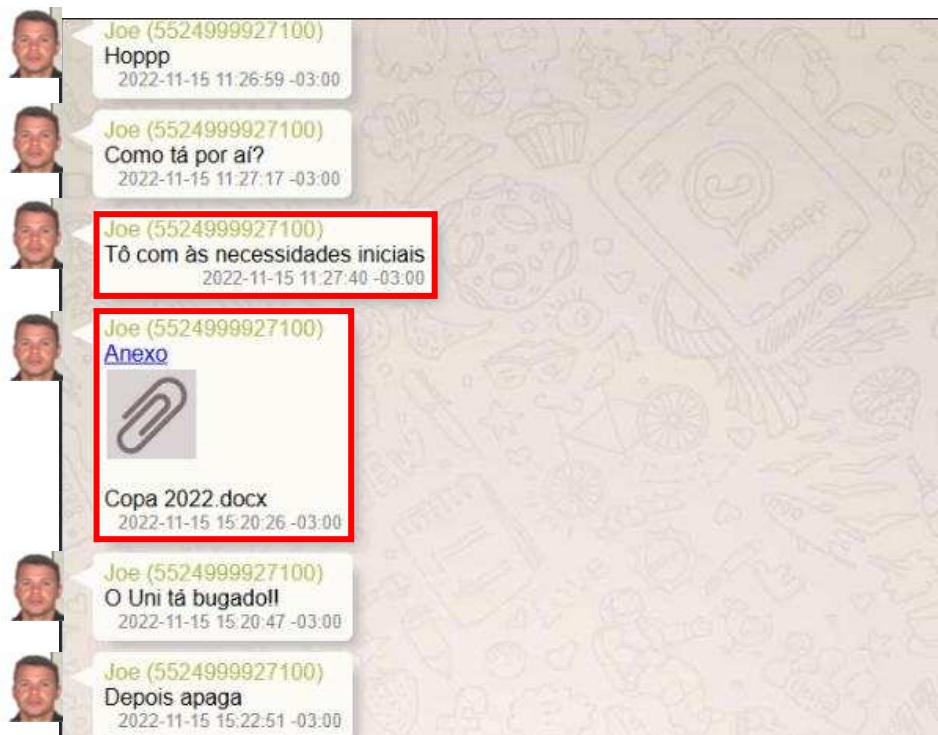 Joe (5524999927100)
Hoppp
2022-11-15 11:26:59 -03:00
Joe (5524999927100)
Como tá por aí?
2022-11-15 11:27:17 -03:00
Joe (5524999927100)
Tô com às necessidades iniciais
2022-11-15 11:27:40 -03:00
Joe (5524999927100)
Anexo
Copa 2022.docx
2022-11-15 15:20:26 -03:00
Joe (5524999927100)
O Uni tá bugado!!
2022-11-15 15:20:47 -03:00
Joe (5524999927100)
Depois apaga
2022-11-15 15:22:51 -03:00
WhatsApp